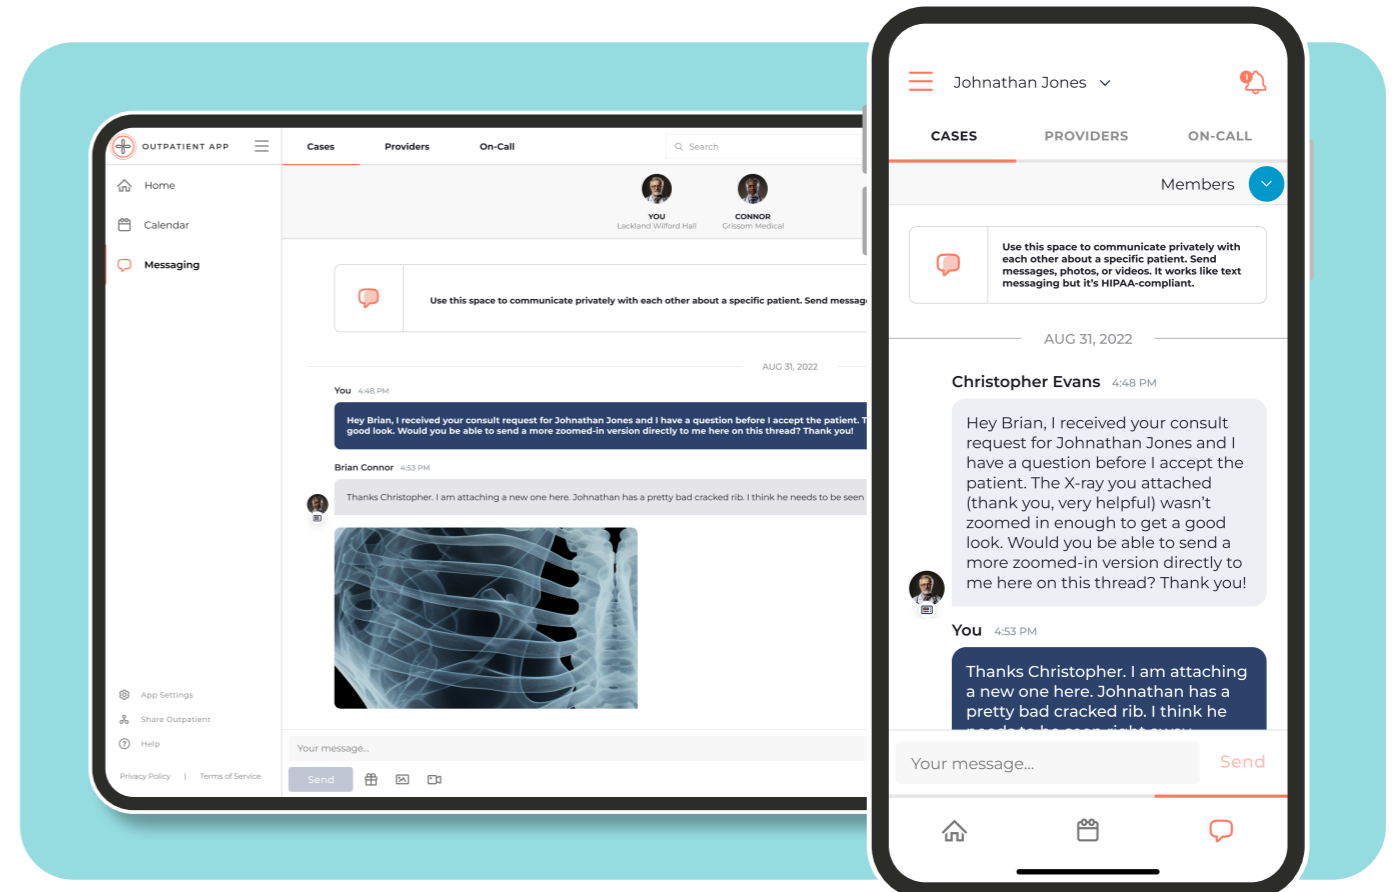 OUTPATIENT APP
Home
Calendar
Messaging
App Settings
Share Outpatient
Help
Privacy Policy | Terms of Service
Cases
Providers
On-Call
Search
YOU
Lackland Wilford Hall
CONNOR
Grissom Medical
Use this space to communicate privately with each other about a specific patient. Send messag
AUG 31, 2022
You 4:48 PM
Hey Brian, I received your consult request for Johnathan Jones and I have a question before I accept the patient. T
good look. Would you be able to send a more zoomed-in version directly to me here on this thread? Thank you!
Brian Connor 4:53 PM
Thanks Christopher. I am attaching a new one here. Johnathan has a pretty bad cracked rib. I think he needs to be seen
Your message...
Send
Johnathan Jones
1
CASES
PROVIDERS
ON-CALL
Members
Use this space to communicate privately with
each other about a specific patient. Send
messages, photos, or videos. It works like text
messaging but it's HIPAA-compliant.
AUG 31, 2022
Christopher Evans 4:48 PM
Hey Brian, I received your consult
request for Johnathan Jones and I
have a question before I accept the
patient. The X-ray you attached
(thank you, very helpful) wasn't
zoomed in enough to get a good
look. Would you be able to send a
more zoomed-in version directly to
me here on this thread? Thank you!
You 4:53 PM
Thanks Christopher. I am attaching
a new one here. Johnathan has a
pretty bad cracked rib. I think he
needs to be seen right away
Your message...
Send